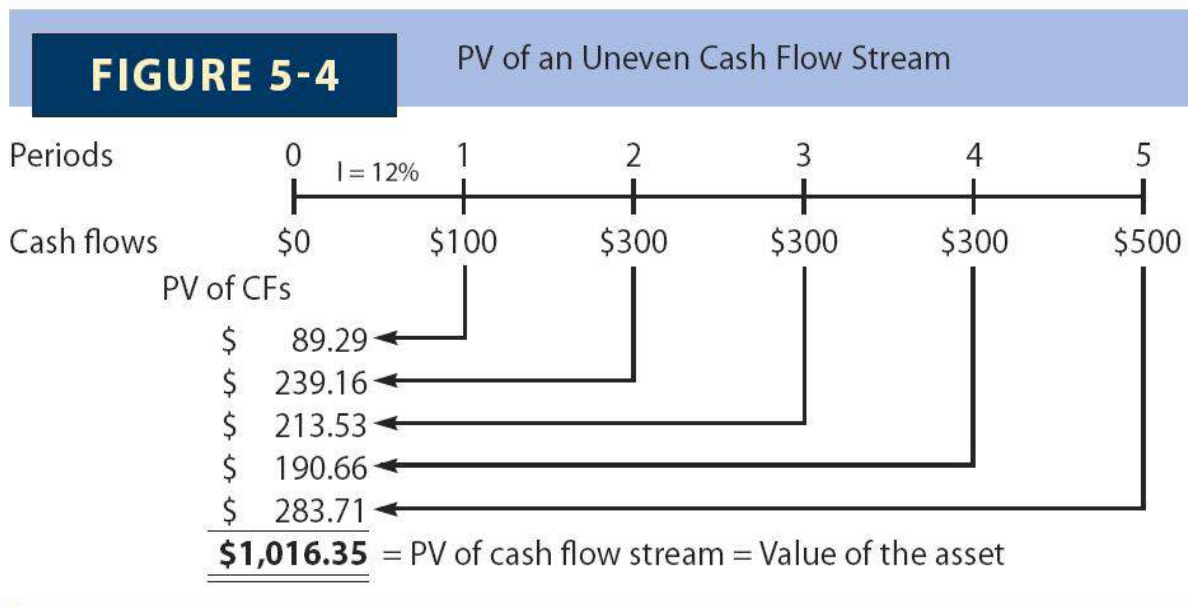 FIGURE 5-4
PV of an Uneven Cash Flow Stream
Periods 0 I = 12% 1 2 3 4 5
Cash flows $0 $100 $300 $300 $300 $500
PV of CFs
$ 89.29
$ 239.16
$ 213.53
$ 190.66
$ 283.71
$1,016.35 = PV of cash flow stream = Value of the asset